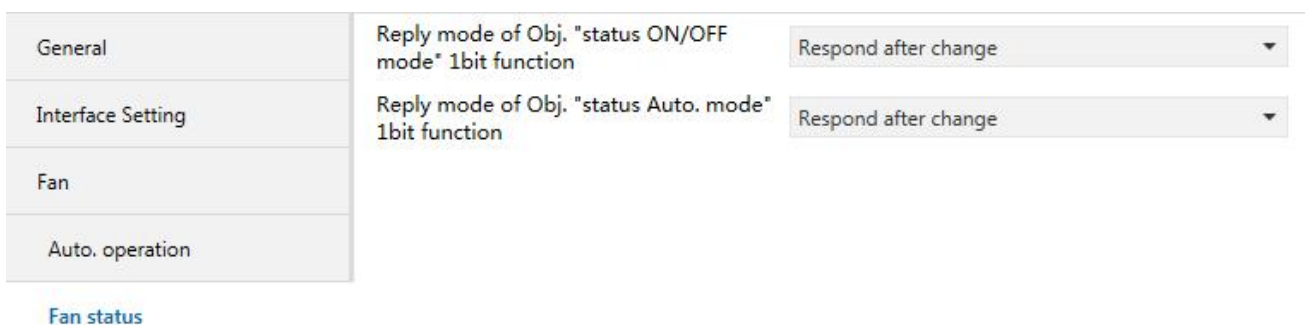 General
Interface Setting
Fan
Auto. operation
Fan status
Reply mode of Obj. "status ON/OFF
mode" 1bit function
Respond after change
Reply mode of Obj. "status Auto. mode"
1bit function
Respond after change